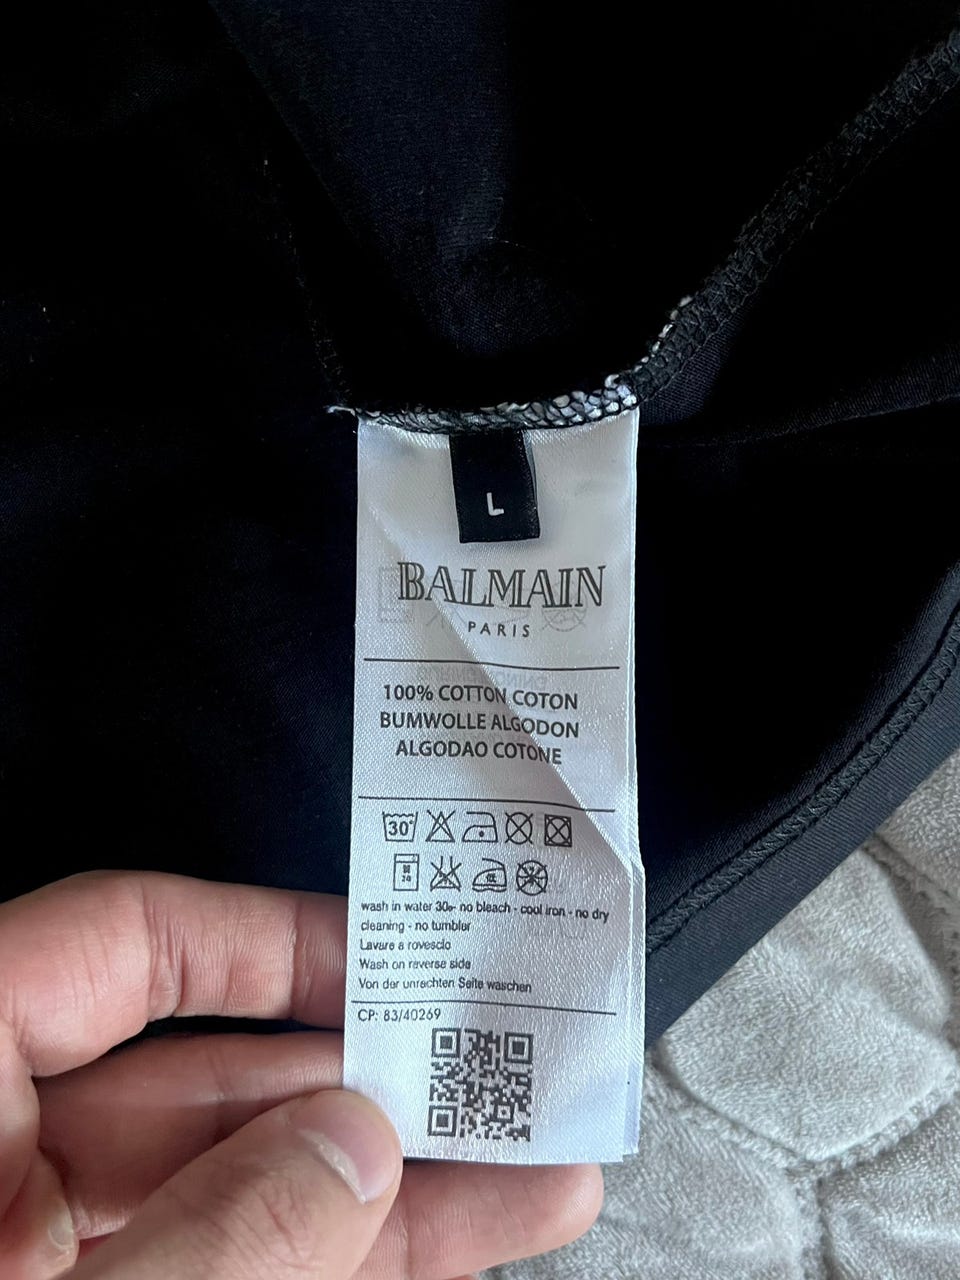 L
BALMAIN
PARIS
100% COTTON COTON
BUMWOLLE ALGODON
ALGODAO COTONE
30°
wash in water 30e- no bleach - cool iron - no dry
cleaning - no tumbler
Lavare a rovescio
Wash on reverse side
Von der unrechten Seite waschen
CP: 83/40269